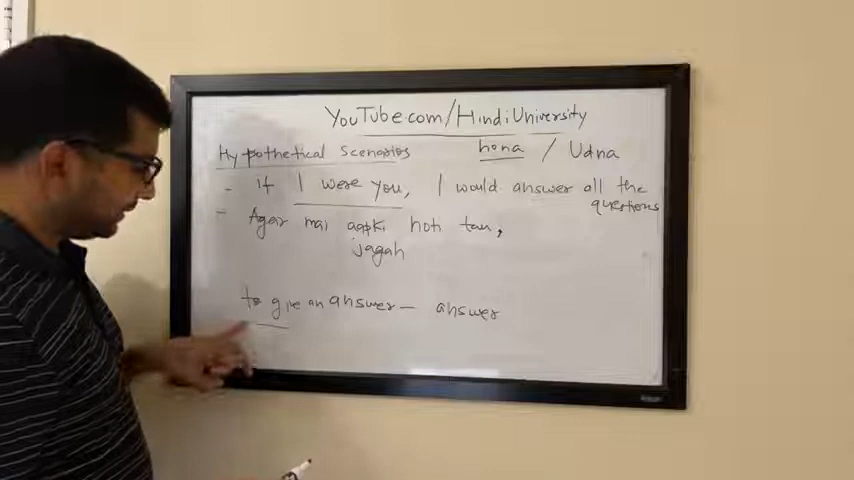 YouTube.com/HindiUniversity
Hypothetical scenarios hona / Udna
- if I were you, I would answer all the questions
- Agar mai aapki hoti tau,
jagah
to give an answer - answer